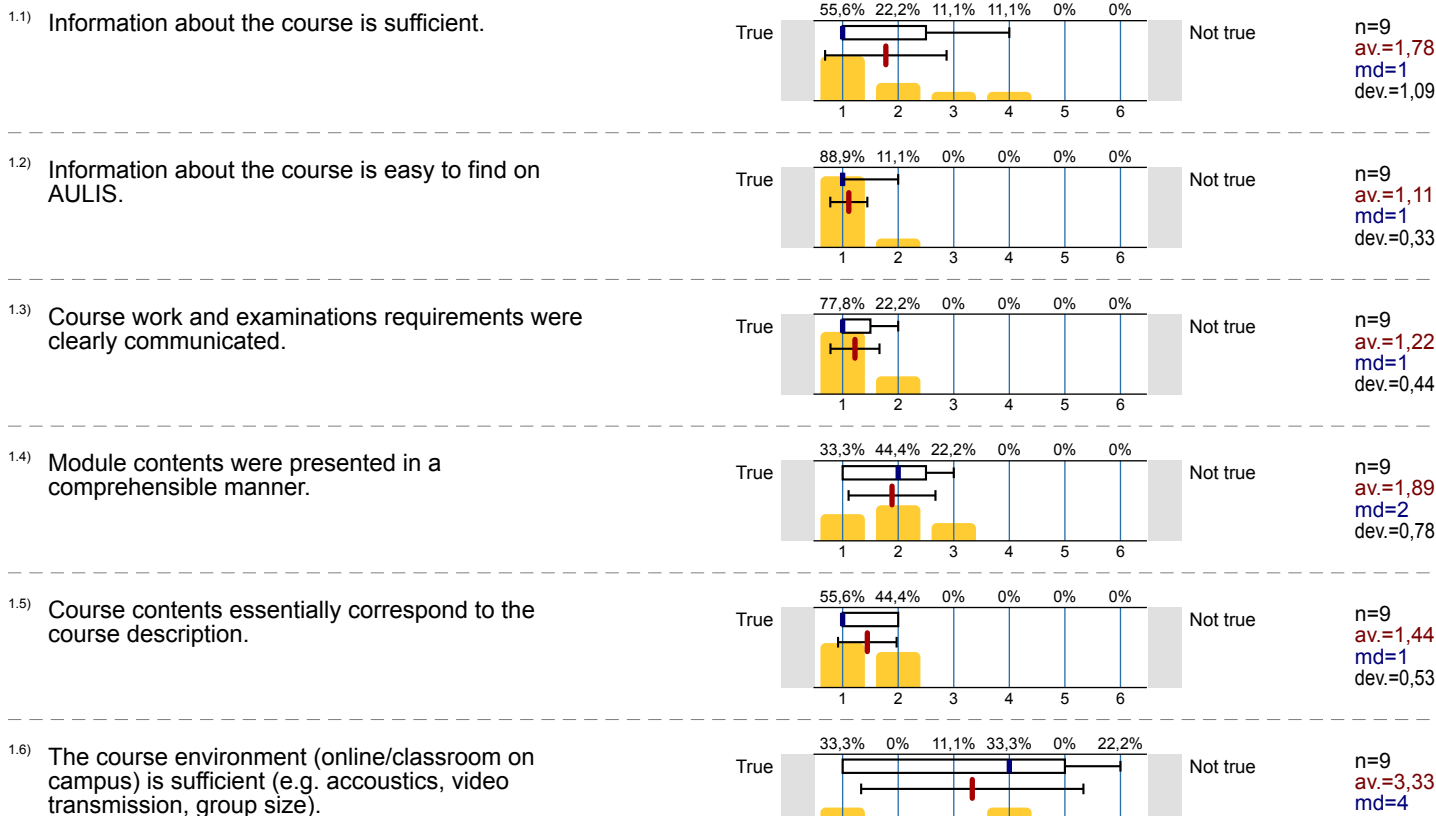 55,6% 22,2% 11,1% 11,1% 0% 0%
1.1) Information about the course is sufficient.
True
Not true
n=9
av.=1,78
md=1
dev.=1,09
1 2 3 4 5 6
88,9% 11,1% 0% 0% 0% 0%
1.2) Information about the course is easy to find on
AULIS.
True
Not true
n=9
av.=1,11
md=1
dev.=0,33
1 2 3 4 5 6
77,8% 22,2% 0% 0% 0% 0%
1.3) Course work and examinations requirements were
clearly communicated.
True
Not true
n=9
av.=1,22
md=1
dev.=0,44
1 2 3 4 5 6
33,3% 44,4% 22,2% 0% 0% 0%
1.4) Module contents were presented in a
comprehensible manner.
True
Not true
n=9
av.=1,89
md=2
dev.=0,78
1 2 3 4 5 6
55,6% 44,4% 0% 0% 0% 0%
1.5) Course contents essentially correspond to the
course description.
True
Not true
n=9
av.=1,44
md=1
dev.=0,53
1 2 3 4 5 6
33,3% 0% 11,1% 33,3% 0% 22,2%
1.6) The course environment (online/classroom on
campus) is sufficient (e.g. accoustics, video
transmission, group size).
True
Not true
n=9
av.=3,33
md=4